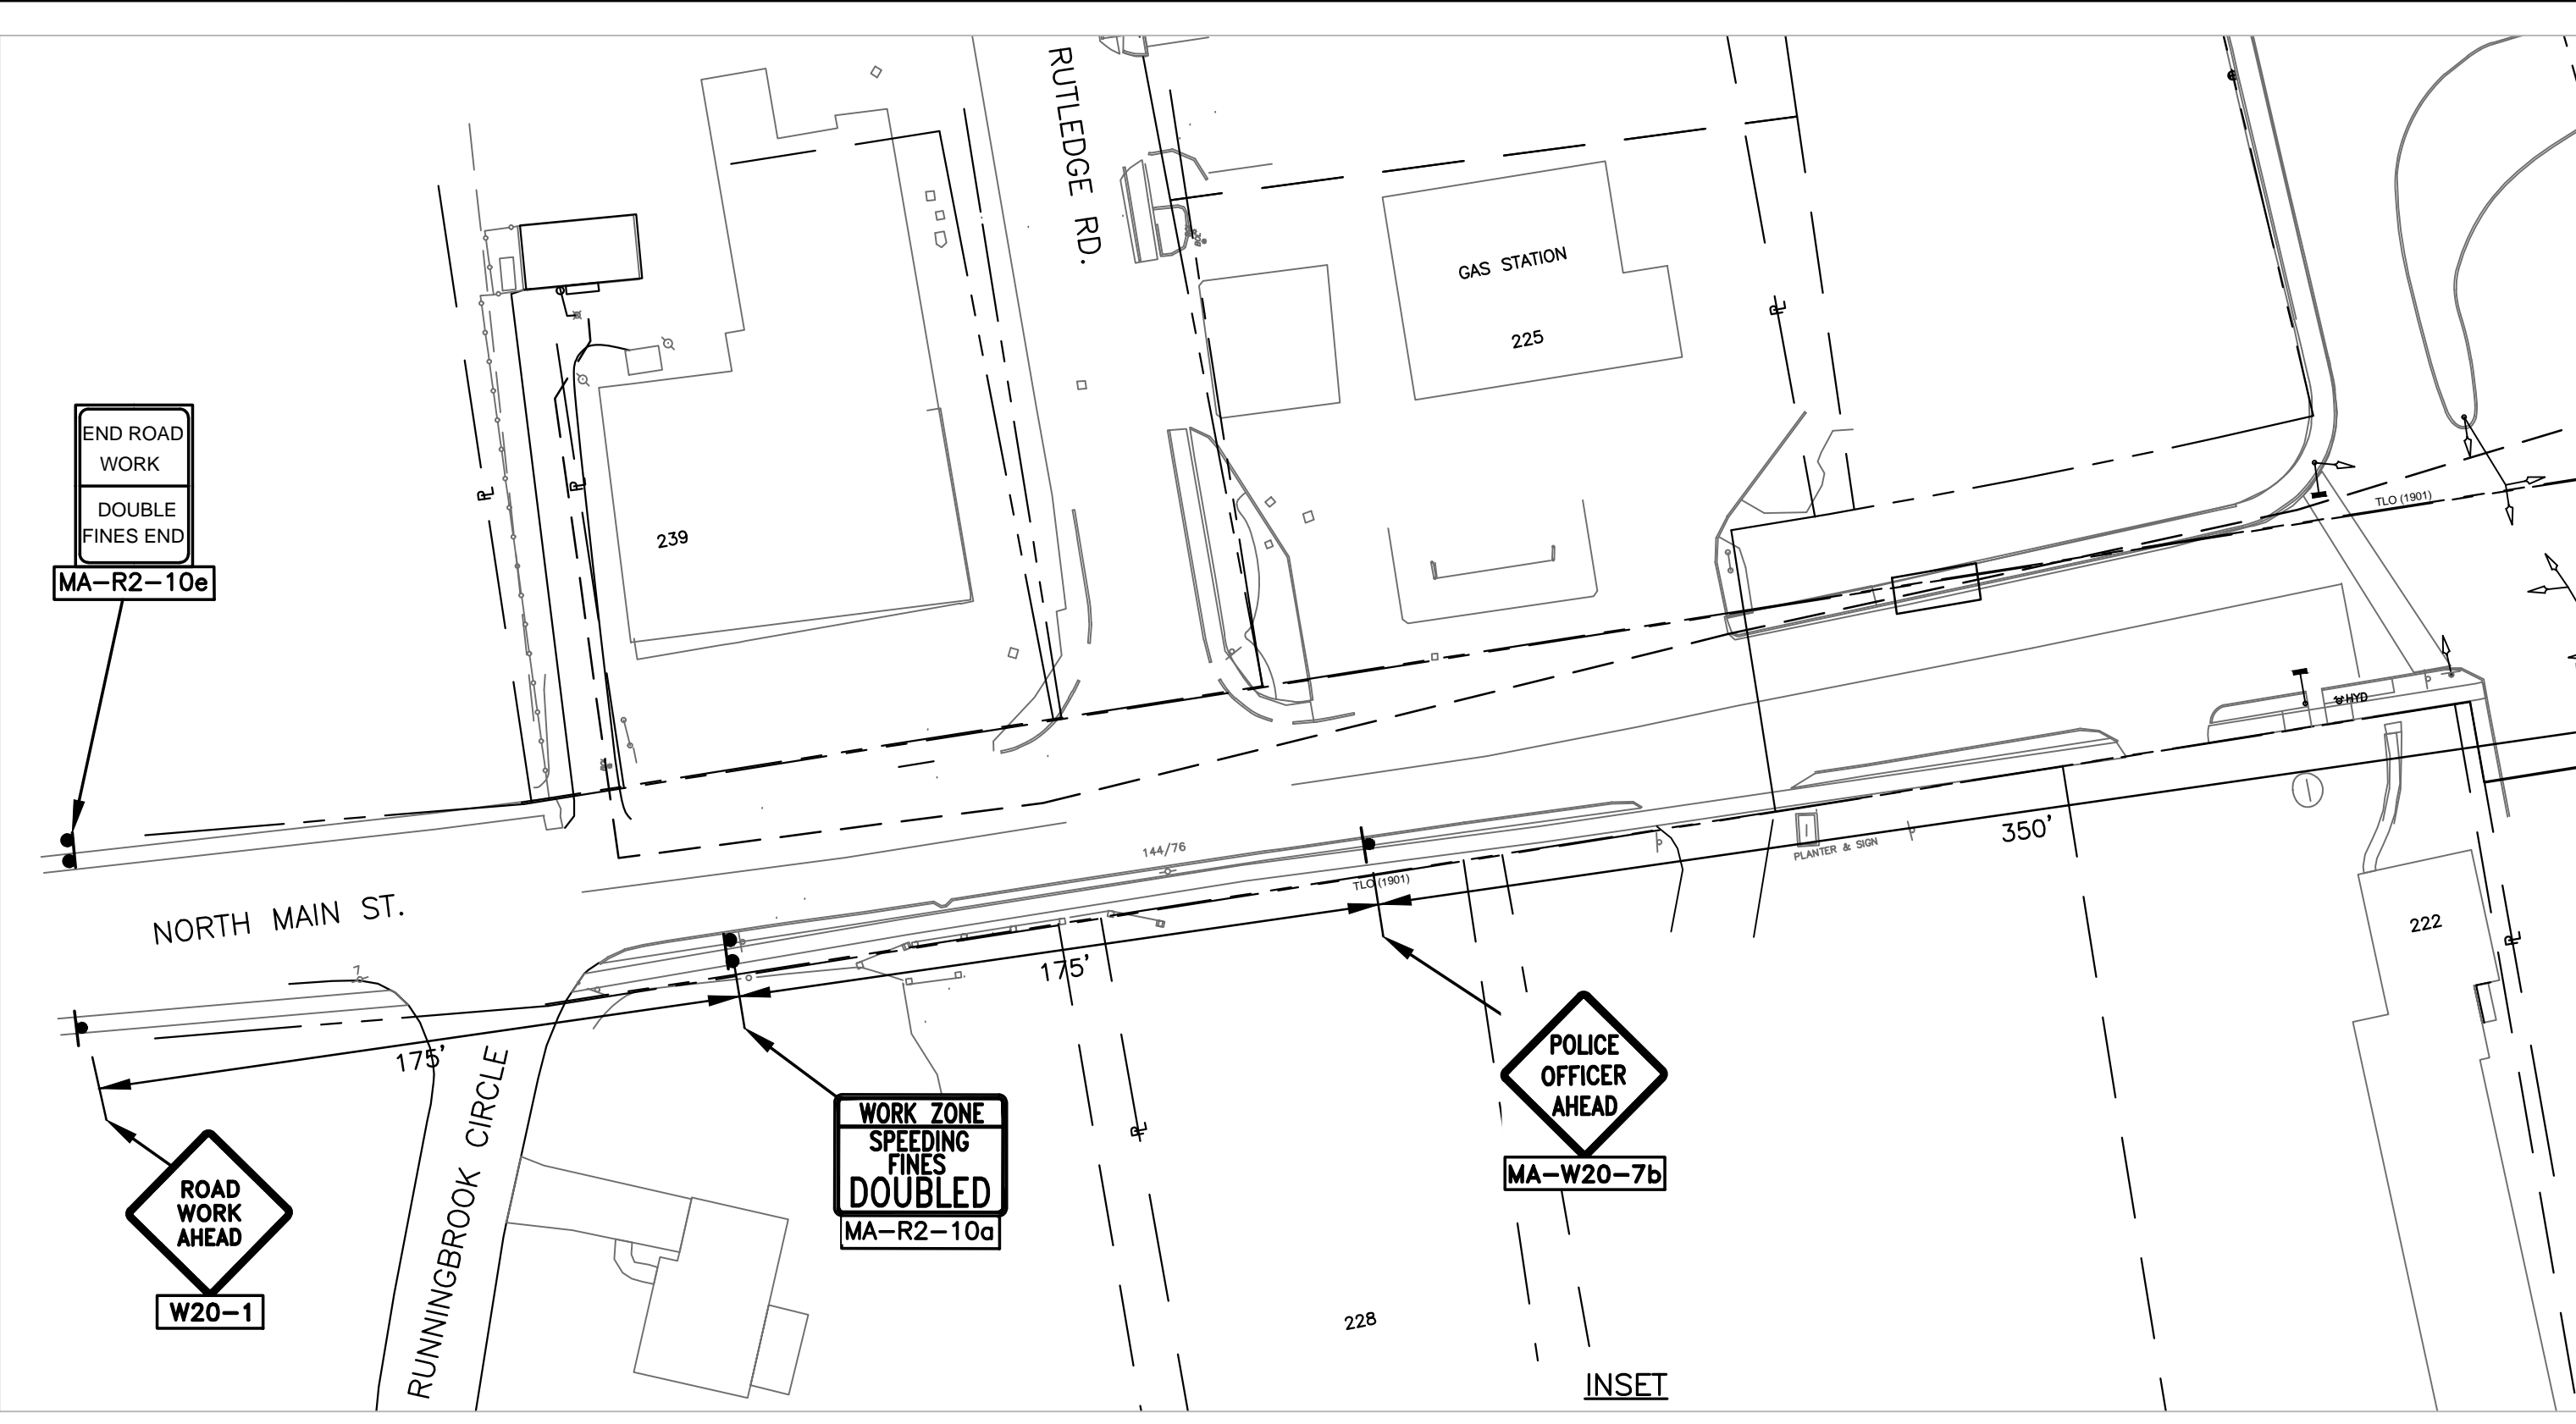 RUTLEDGE RD.
GAS STATION
225
END ROAD
WORK
DOUBLE
FINES END
MA-R2-10e
239
TLO (1901)
HYD
NORTH MAIN ST.
144/76
TLO (1901)
PLANTER & SIGN
350'
222
7
175'
175'
RUNNINGBROOK CIRCLE
ROAD
WORK
AHEAD
W20-1
WORK ZONE
SPEEDING
FINES
DOUBLED
MA-R2-10a
POLICE
OFFICER
AHEAD
MA-W20-7b
228
INSET